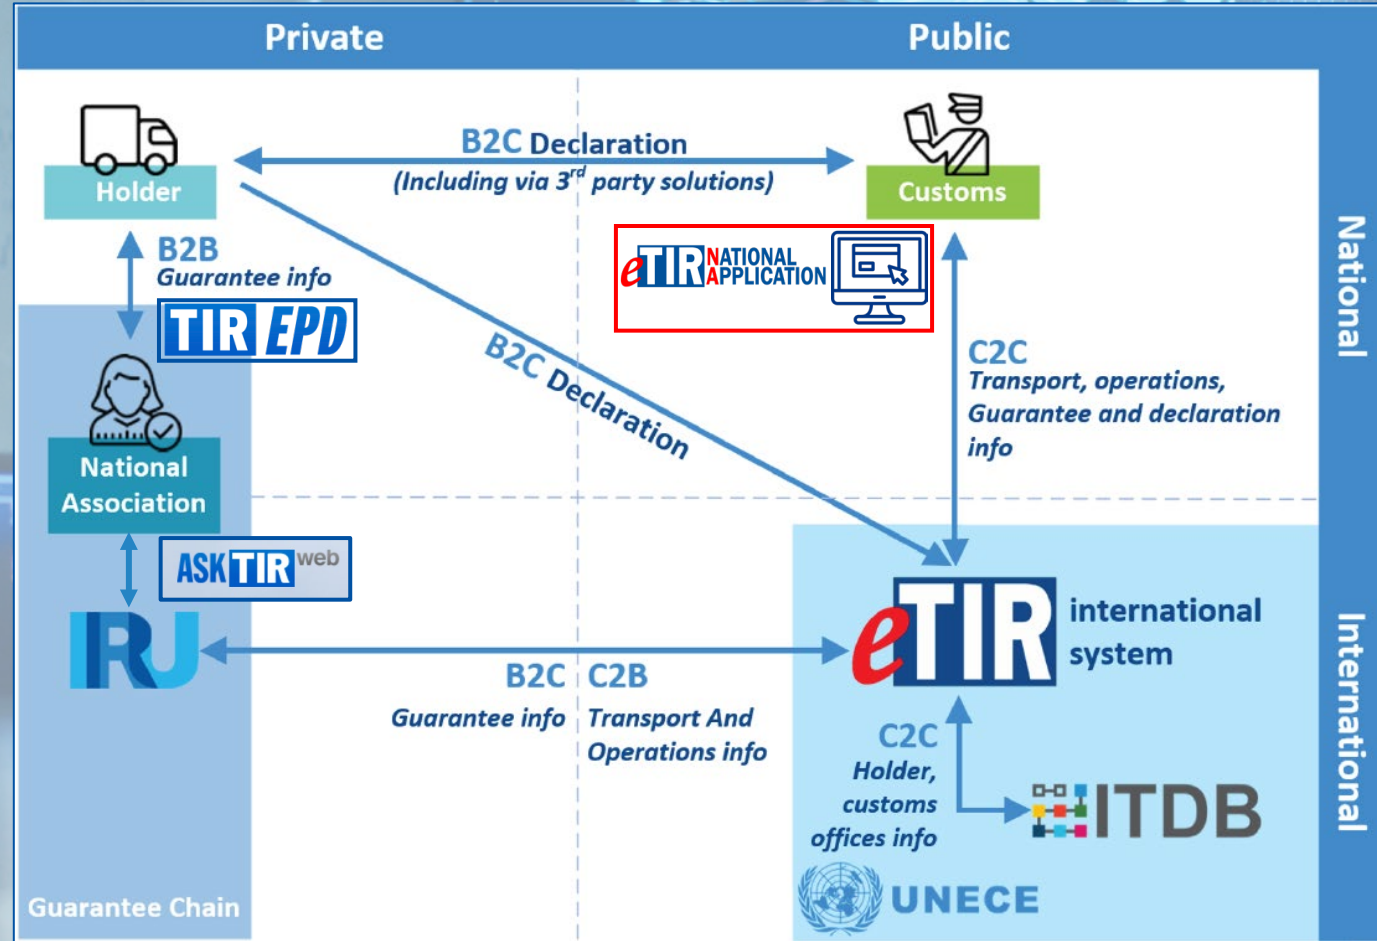 Private
Public
B2C Declaration
(Including via 3rd party solutions)
Holder
Customs
National
B2B
Guarantee info
TIR EPD
eTIR NATIONAL
APPLICATION
B2C Declaration
C2C
Transport, operations,
Guarantee and declaration
info
National
Association
ASK TIR web
IRU
eTIR
international
system
International
B2C
Guarantee info
C2B
Transport And
Operations info
C2C
Holder,
customs
offices info
ITDB
UNECE
Guarantee Chain